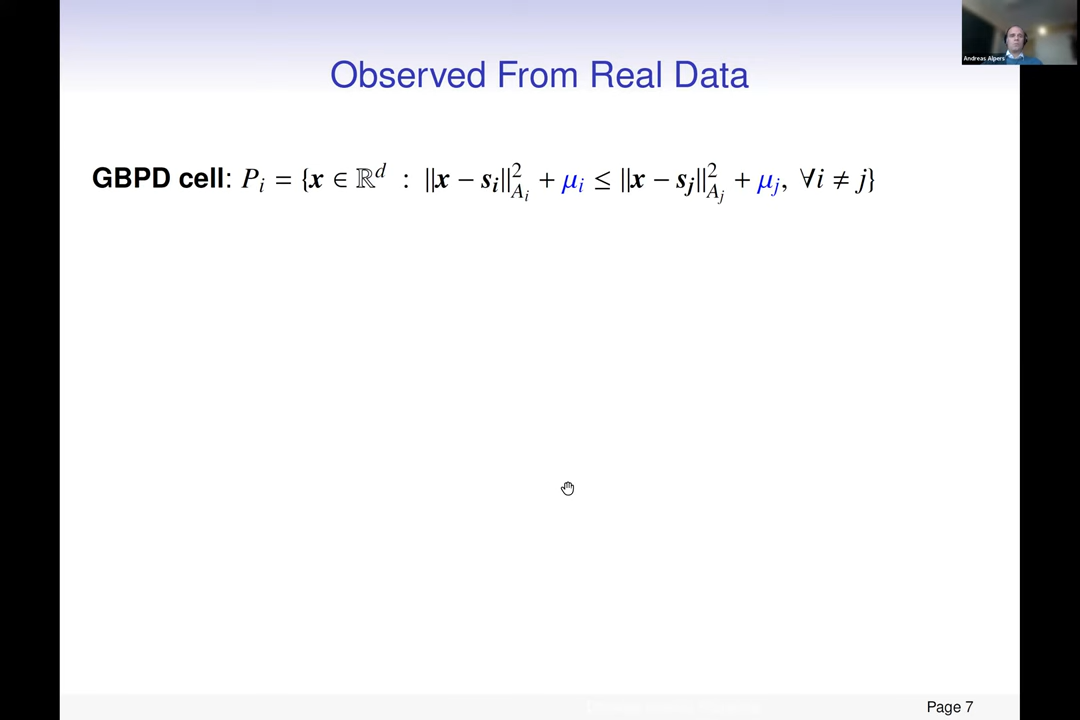 Andreas Alpers
Observed From Real Data
GBPD cell: P_i = {x ∈ ℝ^d : ||x − s_i||²_{A_i} + μ_i ≤ ||x − s_j||²_{A_j} + μ_j, ∀i ≠ j}
Page 7